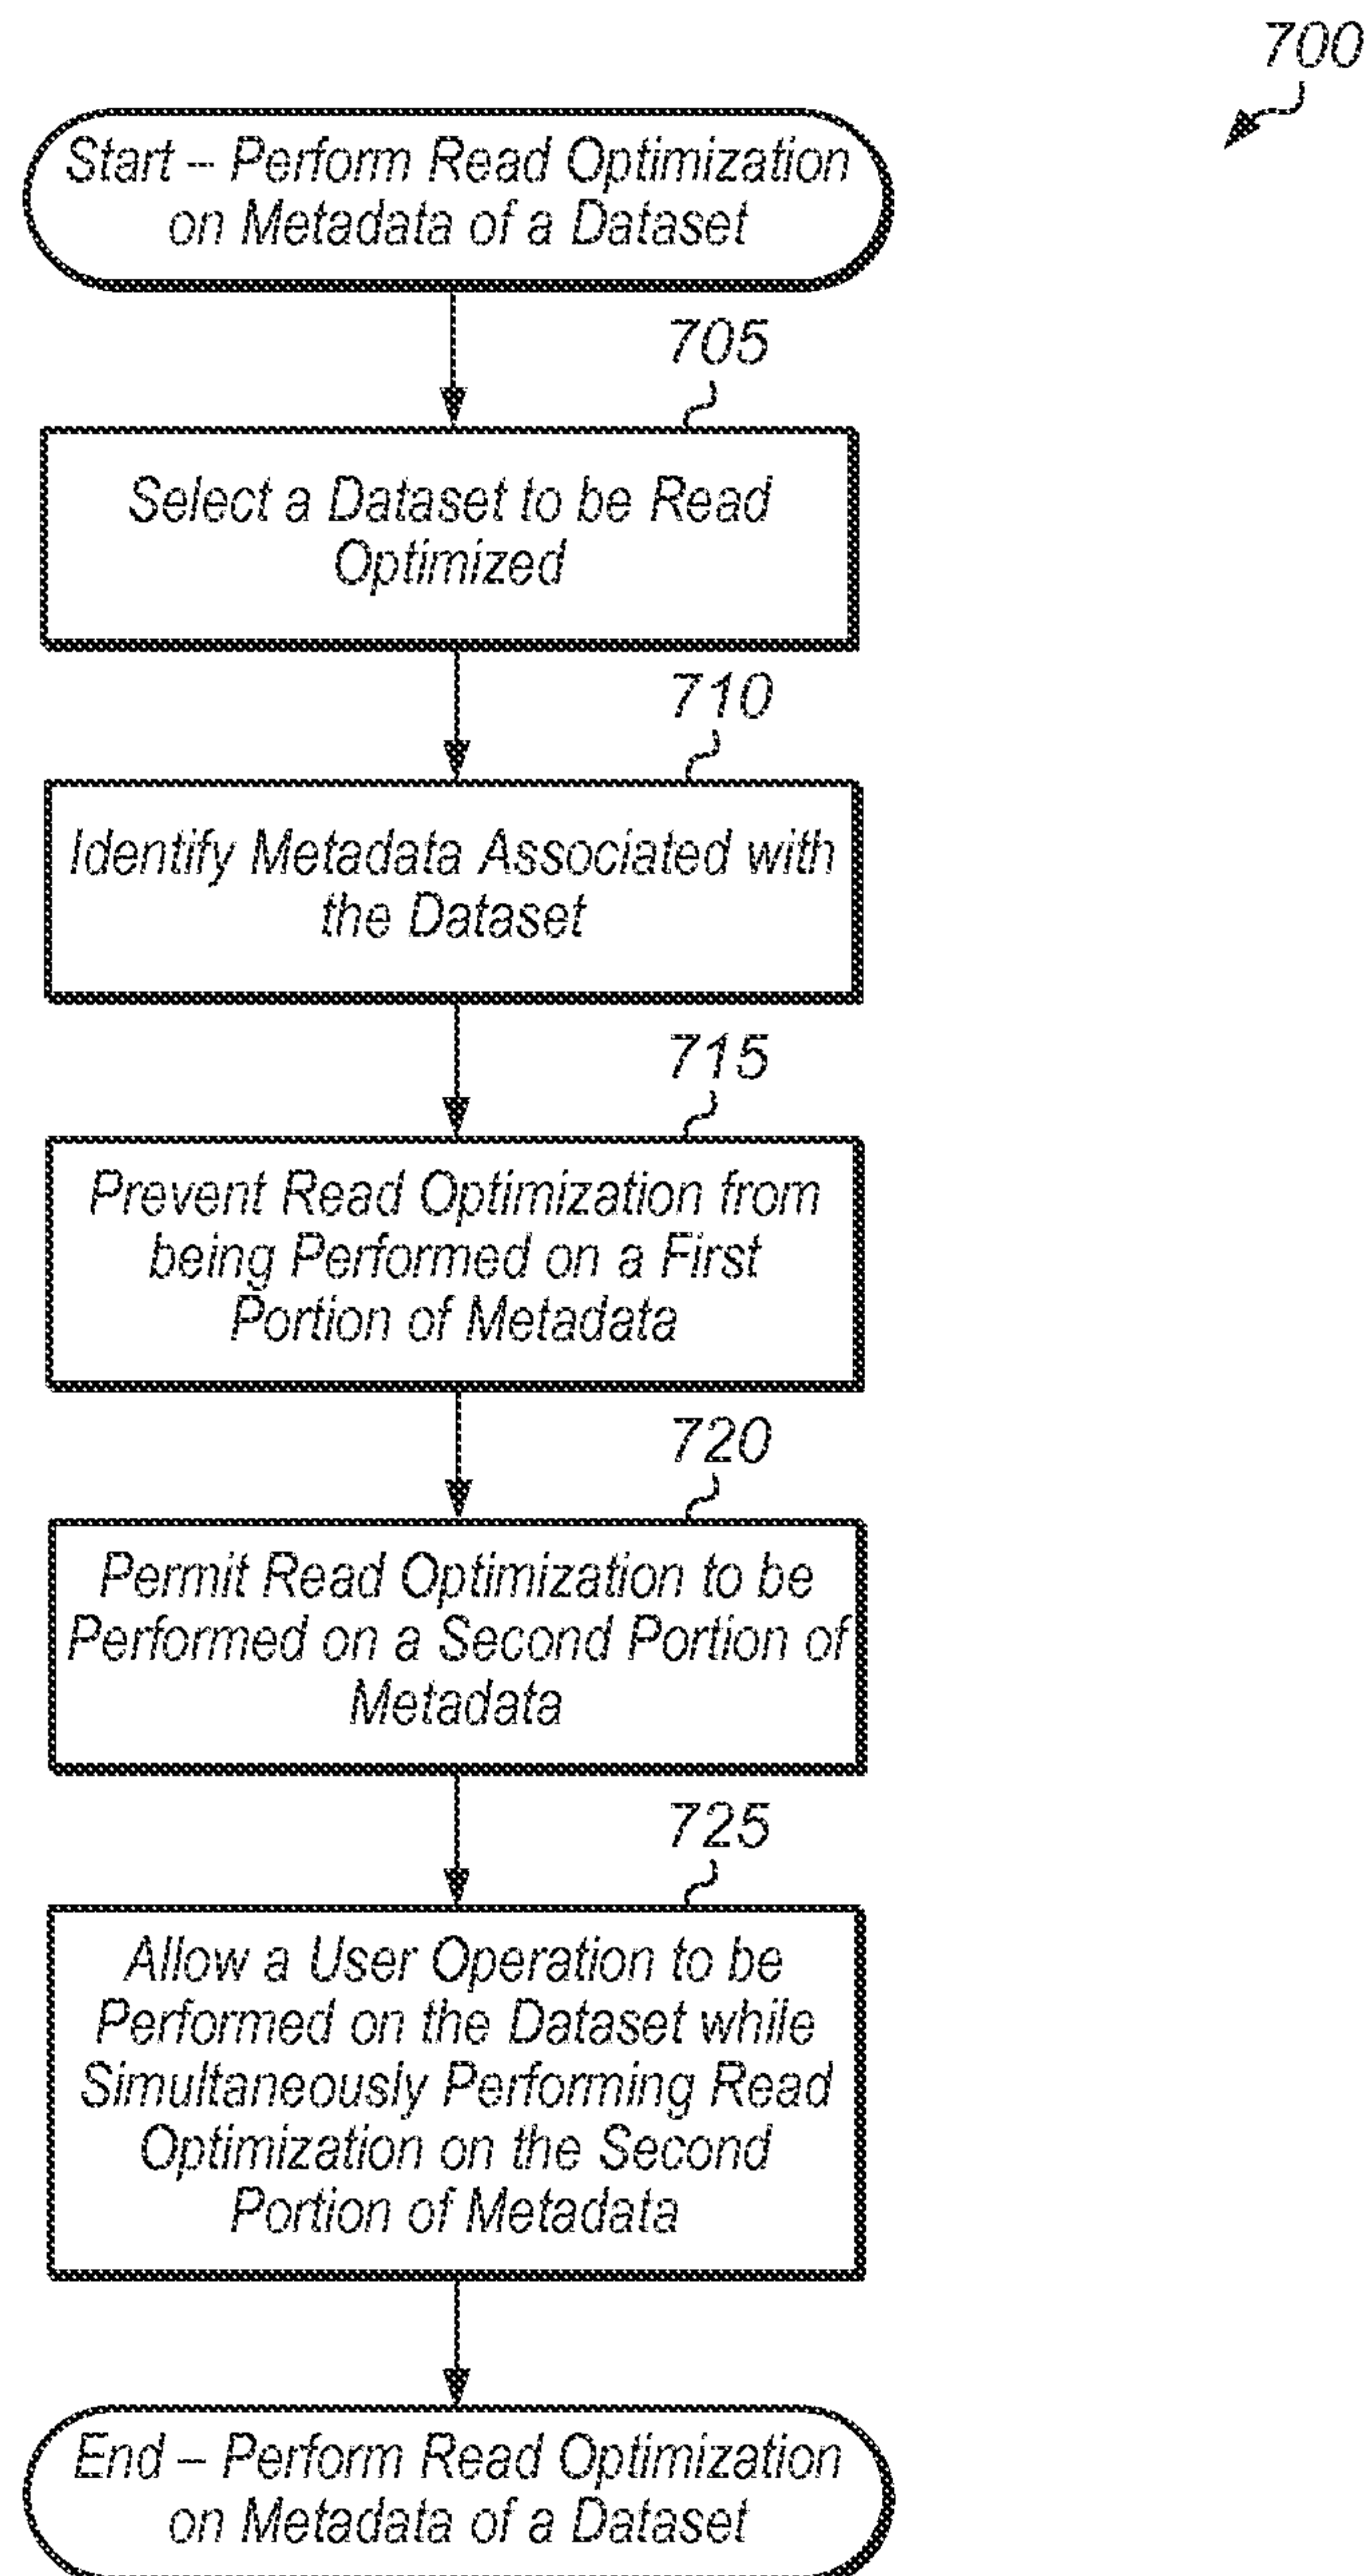 700
Start – Perform Read Optimization
on Metadata of a Dataset
705
Select a Dataset to be Read
Optimized
710
Identify Metadata Associated with
the Dataset
715
Prevent Read Optimization from
being Performed on a First
Portion of Metadata
720
Permit Read Optimization to be
Performed on a Second Portion of
Metadata
725
Allow a User Operation to be
Performed on the Dataset while
Simultaneously Performing Read
Optimization on the Second
Portion of Metadata
End – Perform Read Optimization
on Metadata of a Dataset